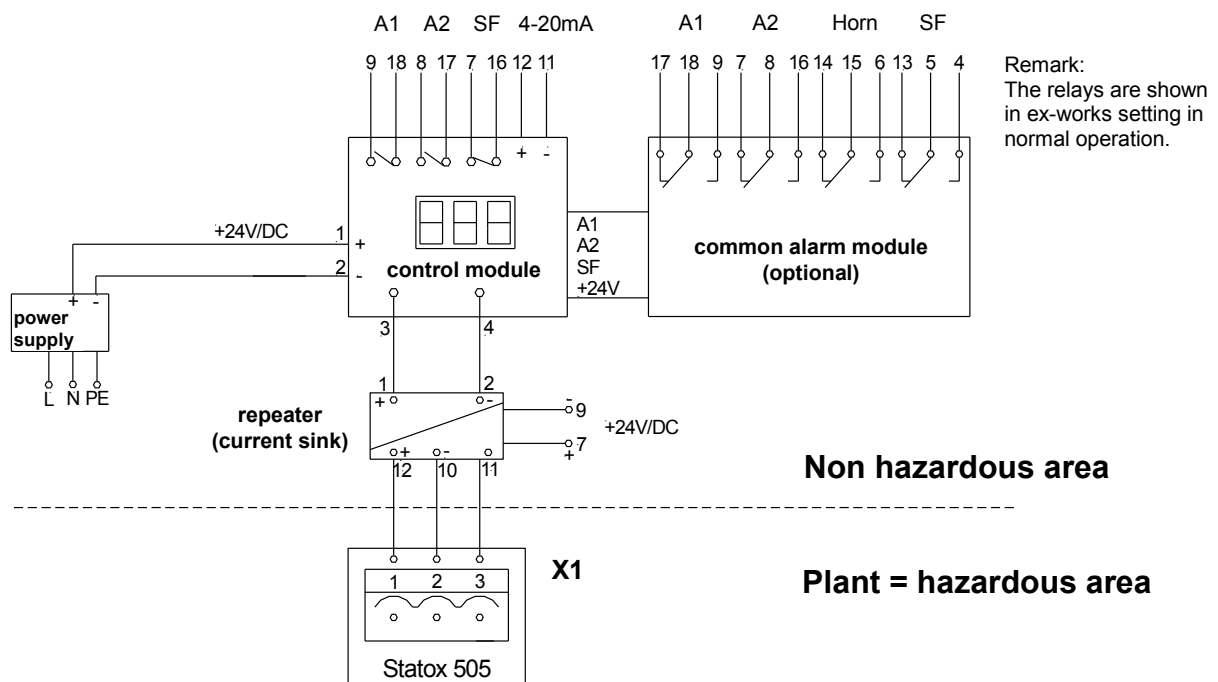 A1 A2 SF 4-20mA
9 18 8 17 7 16 12 11
A1 A2 Horn SF
17 18 9 7 8 16 14 15 6 13 5 4
Remark:
The relays are shown
in ex-works setting in
normal operation.
+ -
+24V/DC
1 +
2 -
control module
3 4
A1
A2
SF
+24V
common alarm module
(optional)
+ -
power
supply
L N PE
repeater
(current sink)
1 2
+ -
- 9
+24V/DC
7
+
+ -
12 10 11
Non hazardous area
X1
1 2 3
Statox 505
Plant = hazardous area